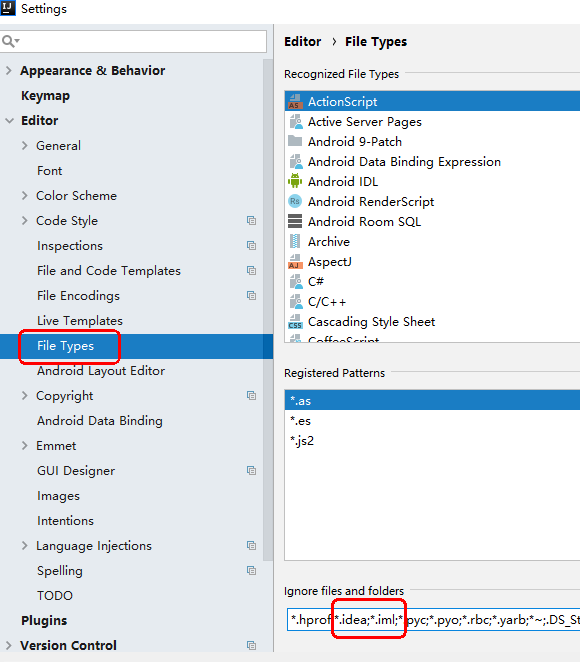 IJ Settings
Appearance & Behavior
Keymap
Editor
General
Font
Color Scheme
Code Style
Inspections
File and Code Templates
File Encodings
Live Templates
File Types
Android Layout Editor
Copyright
Android Data Binding
Emmet
GUI Designer
Images
Intentions
Language Injections
Spelling
TODO
Plugins
Version Control
Editor › File Types
Recognized File Types
AS ActionScript
Active Server Pages
Android 9-Patch
Android Data Binding Expression
Android IDL
Rs Android RenderScript
Android Room SQL
Archive
AJ AspectJ
C#
C/C++
CSS Cascading Style Sheet
CoffeeScript
Registered Patterns
*.as
*.es
*.js2
Ignore files and folders
*.hprof;*.idea;*.iml;*.pyc;*.pyo;*.rbc;*.yarb;*~;.DS_St